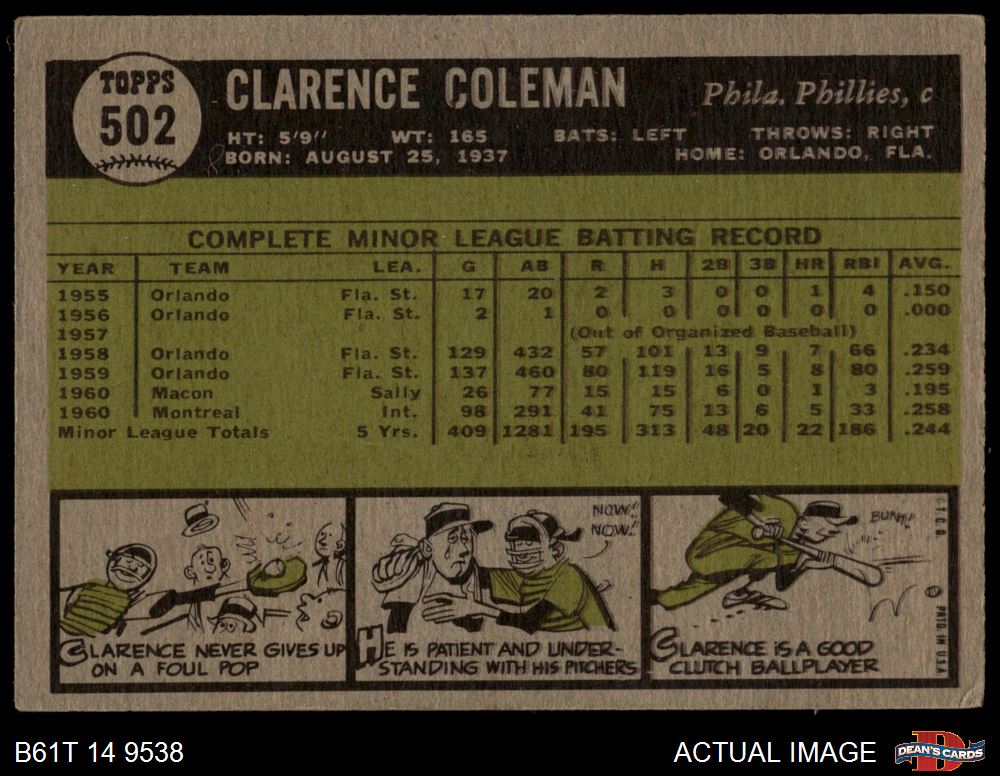 TOPPS
502
CLARENCE COLEMAN Phila. Phillies, c
HT: 5'9" WT: 165 BATS: LEFT THROWS: RIGHT
BORN: AUGUST 25, 1937 HOME: ORLANDO, FLA.
COMPLETE MINOR LEAGUE BATTING RECORD
YEAR TEAM LEA. G AB R H 2B 3B HR RBI AVG.
1955 Orlando Fla. St. 17 20 2 3 0 0 1 4 .150
1956 Orlando Fla. St. 2 1 0 0 0 0 0 0 .000
1957 (Out of Organized Baseball)
1958 Orlando Fla. St. 129 432 57 101 13 9 7 66 .234
1959 Orlando Fla. St. 137 460 80 119 16 5 8 80 .259
1960 Macon Sally 26 77 15 15 6 0 1 3 .195
1960 Montreal Int. 98 291 41 75 13 6 5 33 .258
Minor League Totals 5 Yrs. 409 1281 195 313 48 20 22 186 .244
CLARENCE NEVER GIVES UP
ON A FOUL POP
NOW!!
NOW!!
HE IS PATIENT AND UNDER-
STANDING WITH HIS PITCHERS
BUNT!!
CLARENCE IS A GOOD
CLUTCH BALLPLAYER
©T.C.G.
PRTD. IN U.S.A.
B61T 14 9538 ACTUAL IMAGE DEAN'S CARDS